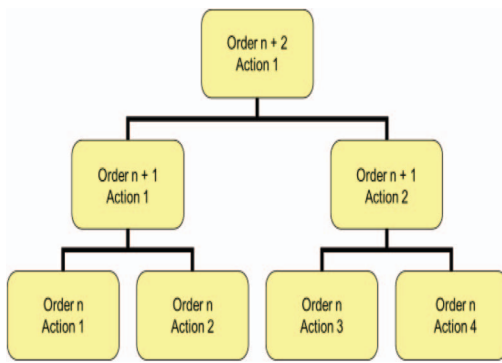 Order n + 2
Action 1
Order n + 1
Action 1
Order n + 1
Action 2
Order n
Action 1
Order n
Action 2
Order n
Action 3
Order n
Action 4